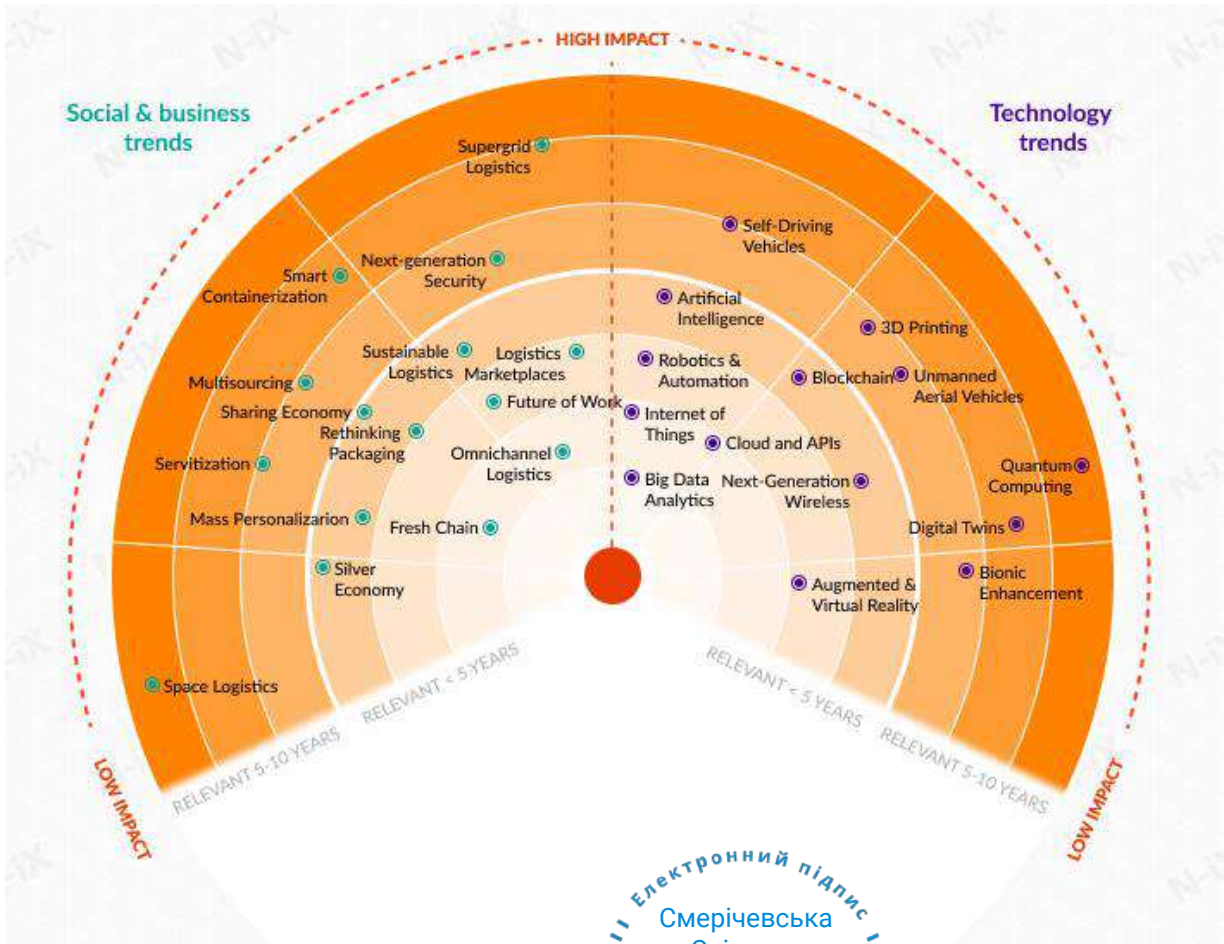 HIGH IMPACT
Social & business
trends
Technology
trends
Supergrid
Logistics
Self-Driving
Vehicles
Next-generation
Security
Smart
Containerization
Artificial
Intelligence
3D Printing
Sustainable
Logistics
Logistics
Marketplaces
Robotics &
Automation
Multisourcing
Blockchain
Unmanned
Aerial Vehicles
Sharing Economy
Future of Work
Internet of
Things
Rethinking
Packaging
Cloud and APIs
Servitization
Omnichannel
Logistics
Big Data
Analytics
Next-Generation
Wireless
Quantum
Computing
Mass Personalizarion
Fresh Chain
Digital Twins
Silver
Economy
Augmented &
Virtual Reality
Bionic
Enhancement
Space Logistics
RELEVANT < 5 YEARS
RELEVANT < 5 YEARS
RELEVANT 5-10 YEARS
RELEVANT 5-10 YEARS
LOW IMPACT
LOW IMPACT
Електронний підпис
Смерічевська
N-iX